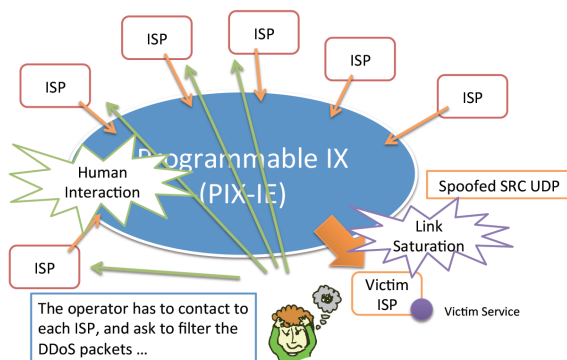 ISP
ISP
ISP
ISP
ISP
ISP
Programmable IX
(PIX-IE)
Human
Interaction
Spoofed SRC UDP
Link
Saturation
ISP
Victim
ISP
Victim Service
The operator has to contact to
each ISP, and ask to filter the
DDoS packets ...